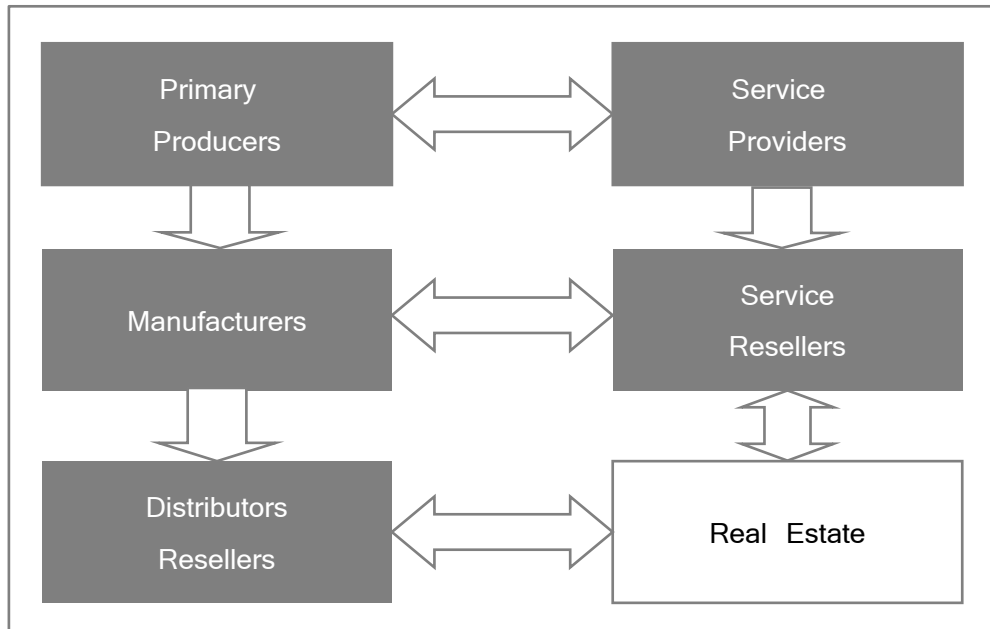 Primary
Producers
Service
Providers
Manufacturers
Service
Resellers
Distributors
Resellers
Real Estate